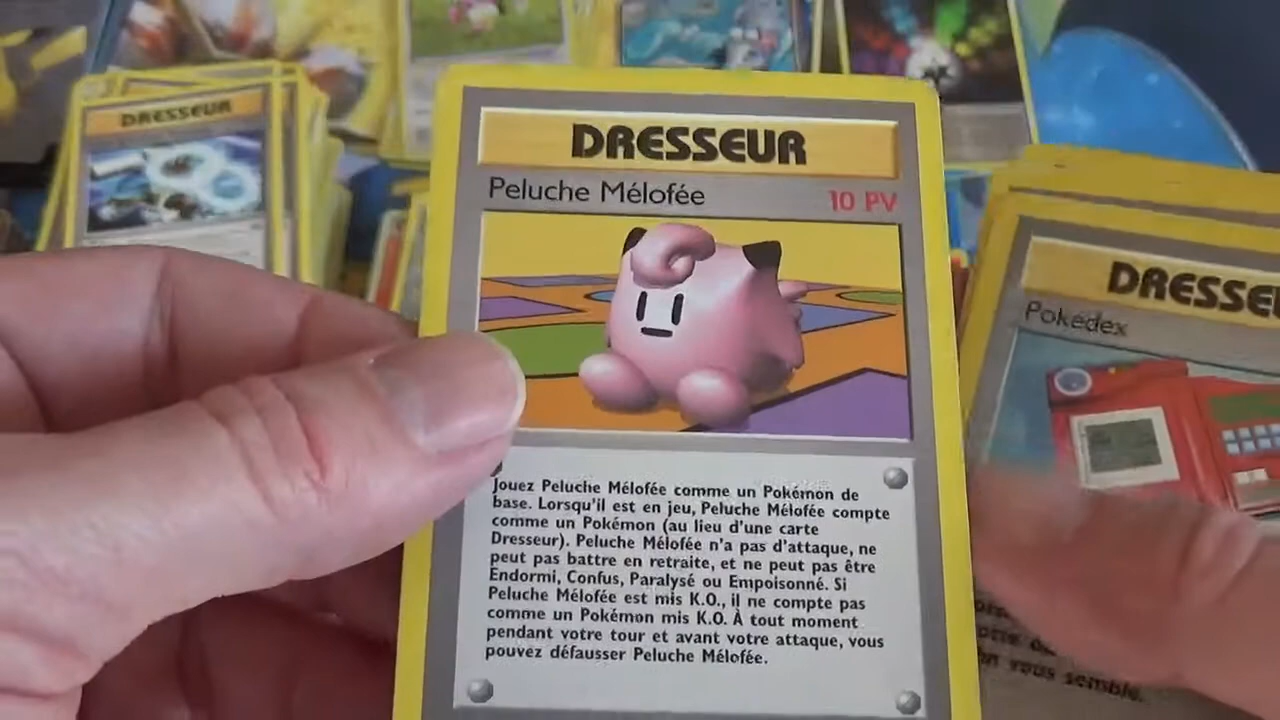 DRESSEUR
DRESSEUR
Peluche Mélofée 10 PV
Jouez Peluche Mélofée comme un Pokémon de
base. Lorsqu'il est en jeu, Peluche Mélofée compte
comme un Pokémon (au lieu d'une carte
Dresseur). Peluche Mélofée n'a pas d'attaque, ne
peut pas battre en retraite, et ne peut pas être
Endormi, Confus, Paralysé ou Empoisonné. Si
Peluche Mélofée est mis K.O., il ne compte pas
comme un Pokémon mis K.O. À tout moment
pendant votre tour et avant votre attaque, vous
pouvez défausser Peluche Mélofée.
DRESSE
Pokédex
vous semble.